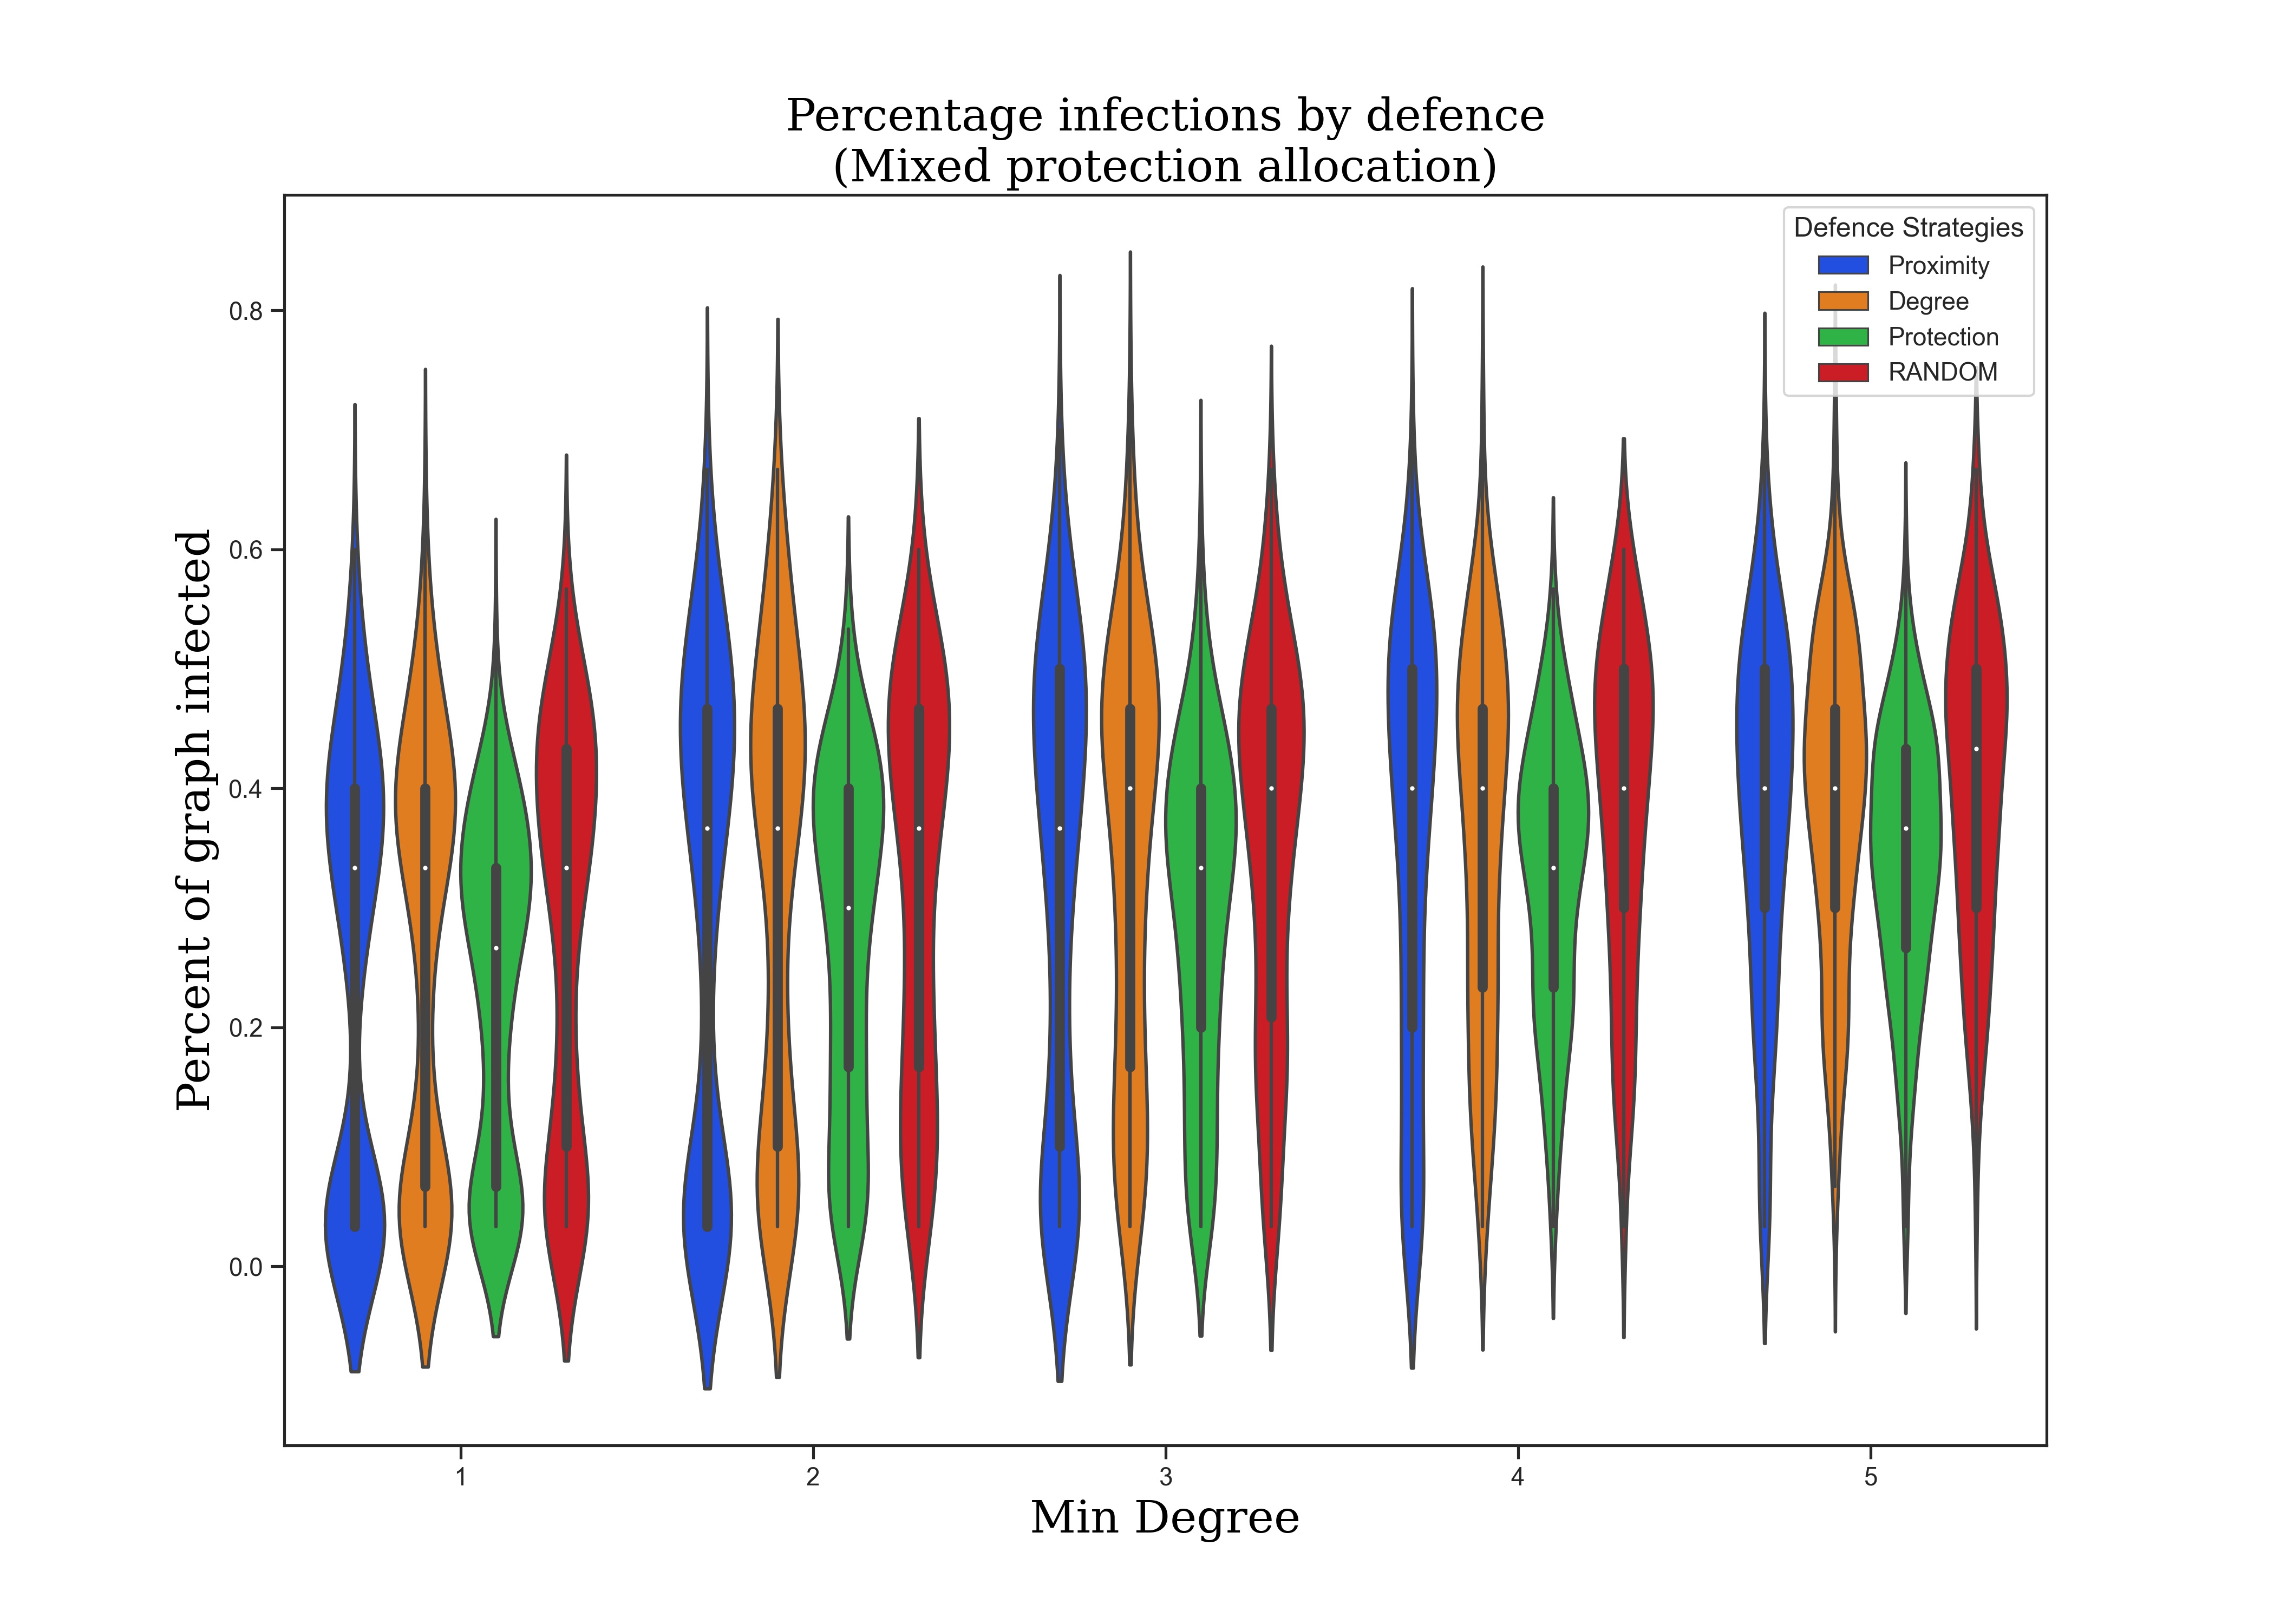 Percentage infections by defence
(Mixed protection allocation)
Defence Strategies
Proximity
Degree
Protection
RANDOM
Percent of graph infected
0.8
0.6
0.4
0.2
0.0
1 2 3 4 5
Min Degree